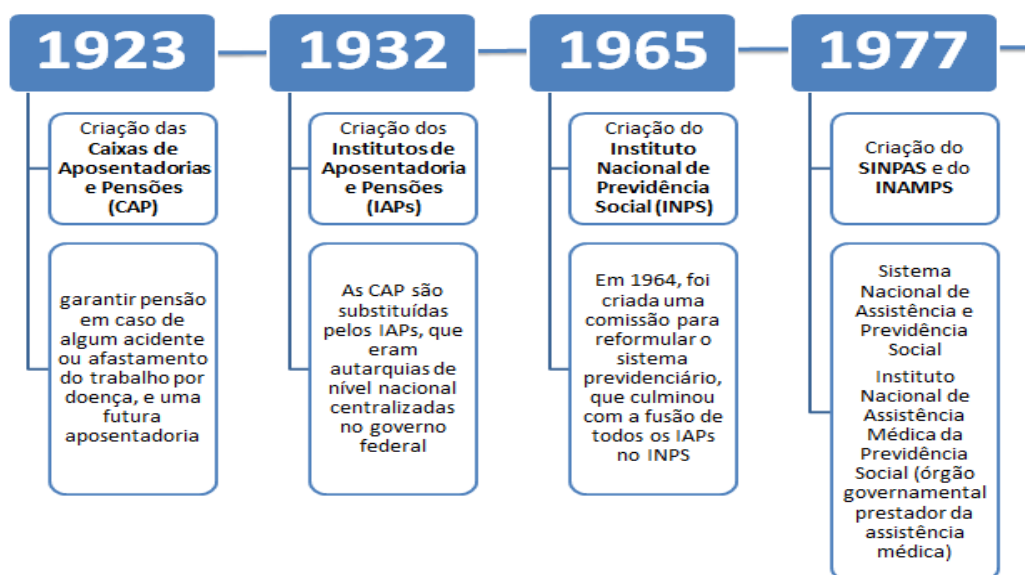 1923
Criação das
Caixas de
Aposentadorias
e Pensões
(CAP)
garantir pensão
em caso de
algum acidente
ou afastamento
do trabalho por
doença, e uma
futura
aposentadoria
1932
Criação dos
Institutos de
Aposentadoria
e Pensões
(IAPs)
As CAP são
substituídas
pelos IAPs, que
eram
autarquias de
nível nacional
centralizadas
no governo
federal
1965
Criação do
Instituto
Nacional de
Previdência
Social (INPS)
Em 1964, foi
criada uma
comissão para
reformular o
sistema
previdenciário,
que culminou
com a fusão de
todos os IAPs
no INPS
1977
Criação do
SINPAS e do
INAMPS
Sistema
Nacional de
Assistência e
Previdência
Social
Instituto
Nacional de
Assistência
Médica da
Previdência
Social (órgão
governamental
prestador da
assistência
médica)